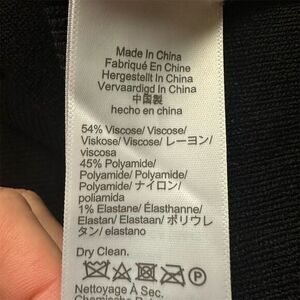 Made In China
Fabriqué En Chine
Hergestellt In China
Vervaardigd In China
中国製
hecho en china
54% Viscose/ Viscose/
Viskose/ Viscose/ レーヨン/
viscosa
45% Polyamide/
Polyamide/ Polyamide/
Polyamide/ ナイロン/
poliamida
1% Elastane/ Élasthanne/
Elastan/ Elastaan/ ポリウレ
タン/ elastano
Dry Clean.
P
Nettoyage À Sec.